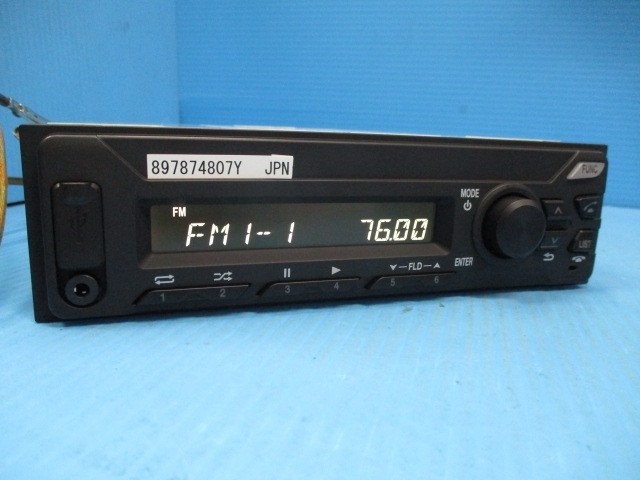 897874807Y JPN
FUNC
MODE
FM
FM1-1 76.00
LIST
ENTER
FLD
1 2 3 4 5 6